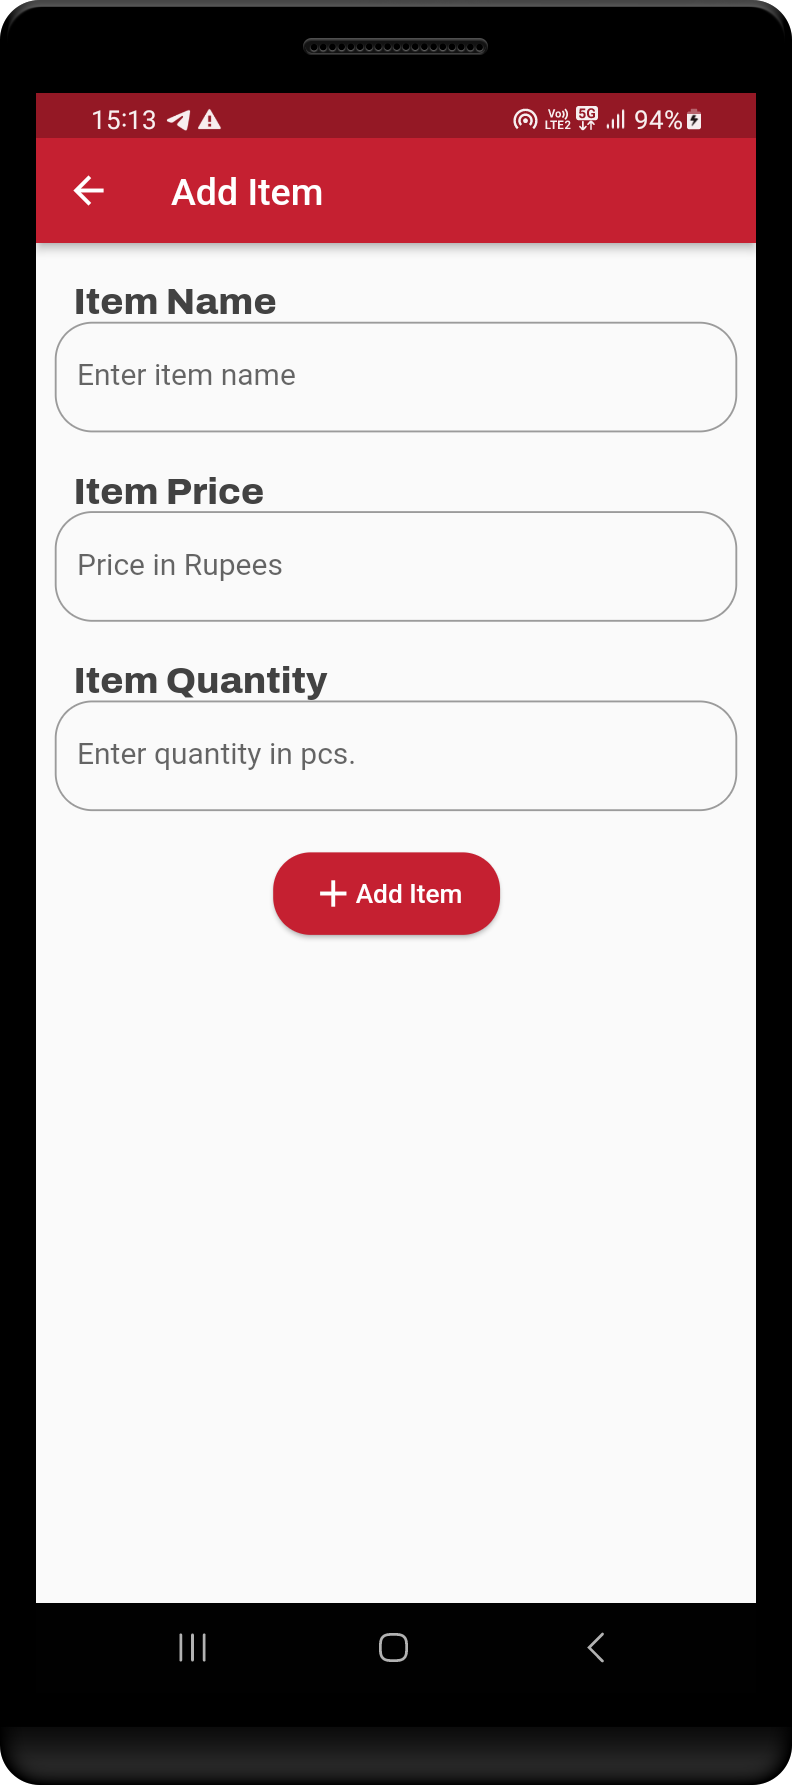 15:13 Vo)) LTE2 5G 94%
Add Item
Item Name
Enter item name
Item Price
Price in Rupees
Item Quantity
Enter quantity in pcs.
Add Item